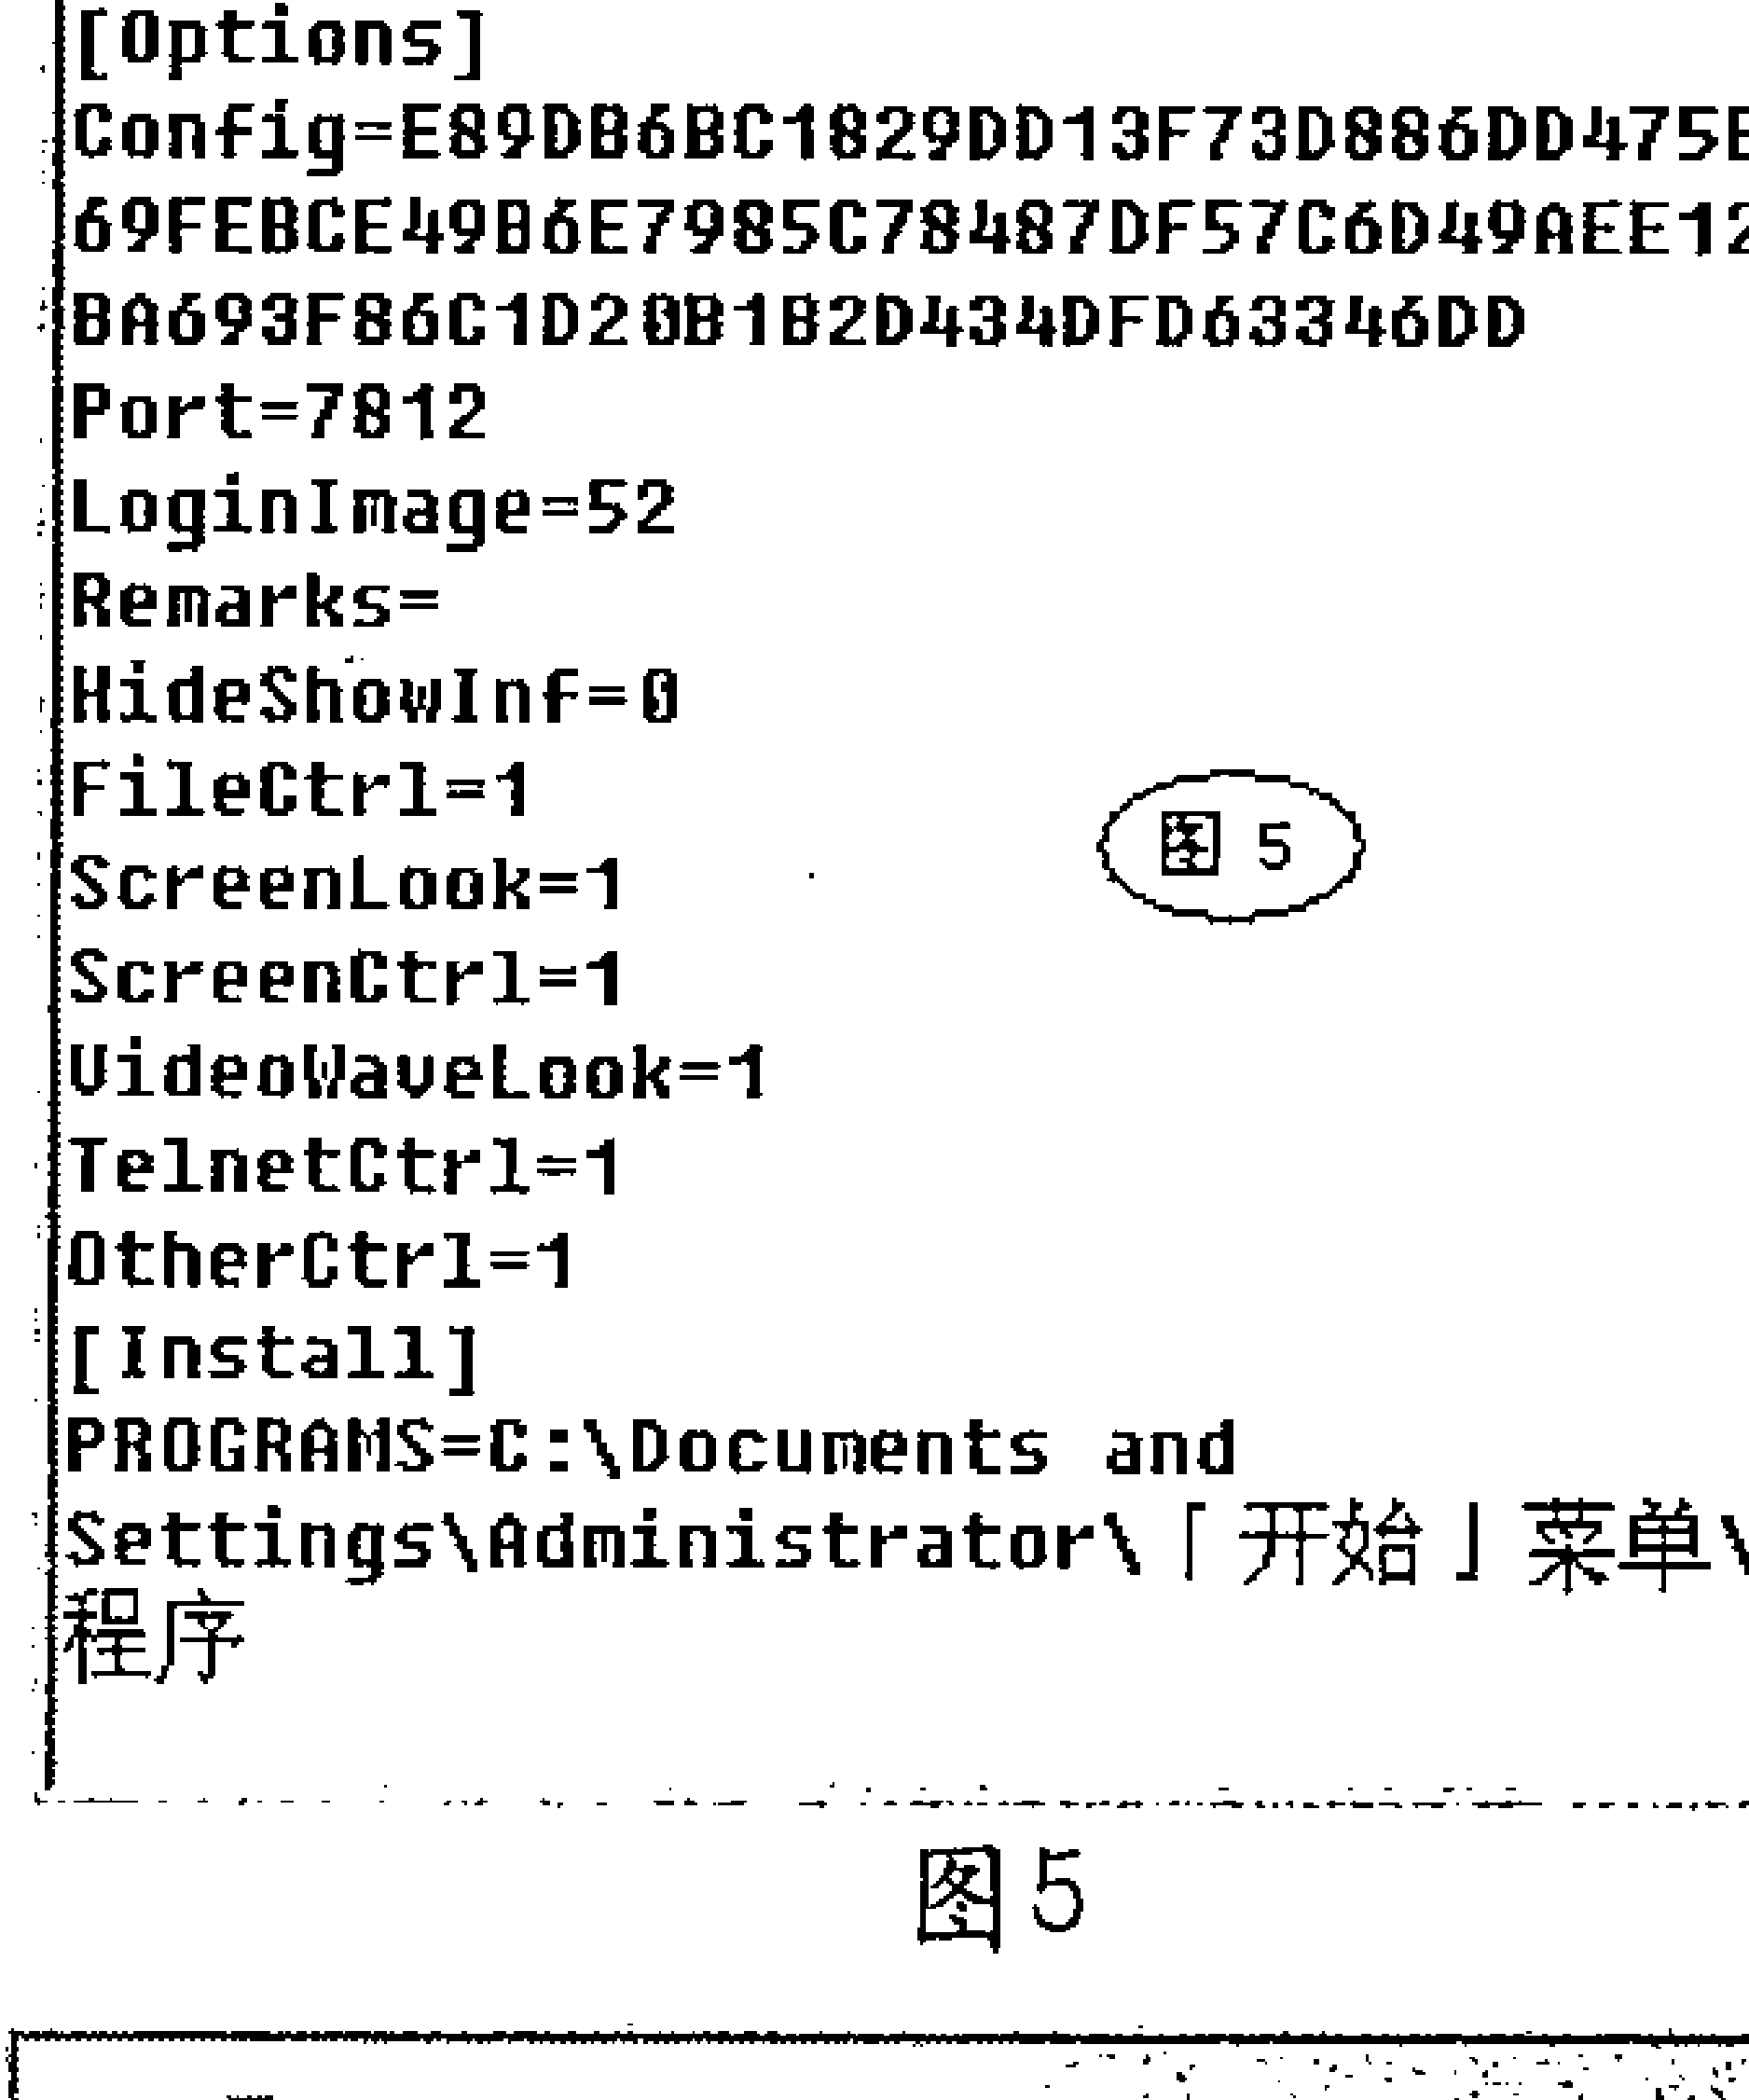 [Options]
Config=E89DB6BC1829DD13F73D886DD475E
69FEBCE49B6E7985C78487DF57C6D49AEE12
BA693F86C1D20B1B2D434DFD63346DD
Port=7812
LoginImage=52
Remarks=
HideShowInf=0
FileCtrl=1
图 5
ScreenLook=1
ScreenCtrl=1
VideoWaveLook=1
TelnetCtrl=1
OtherCtrl=1
[Install]
PROGRAMS=C:\Documents and
Settings\Administrator\「开始」菜单\
程序
图5